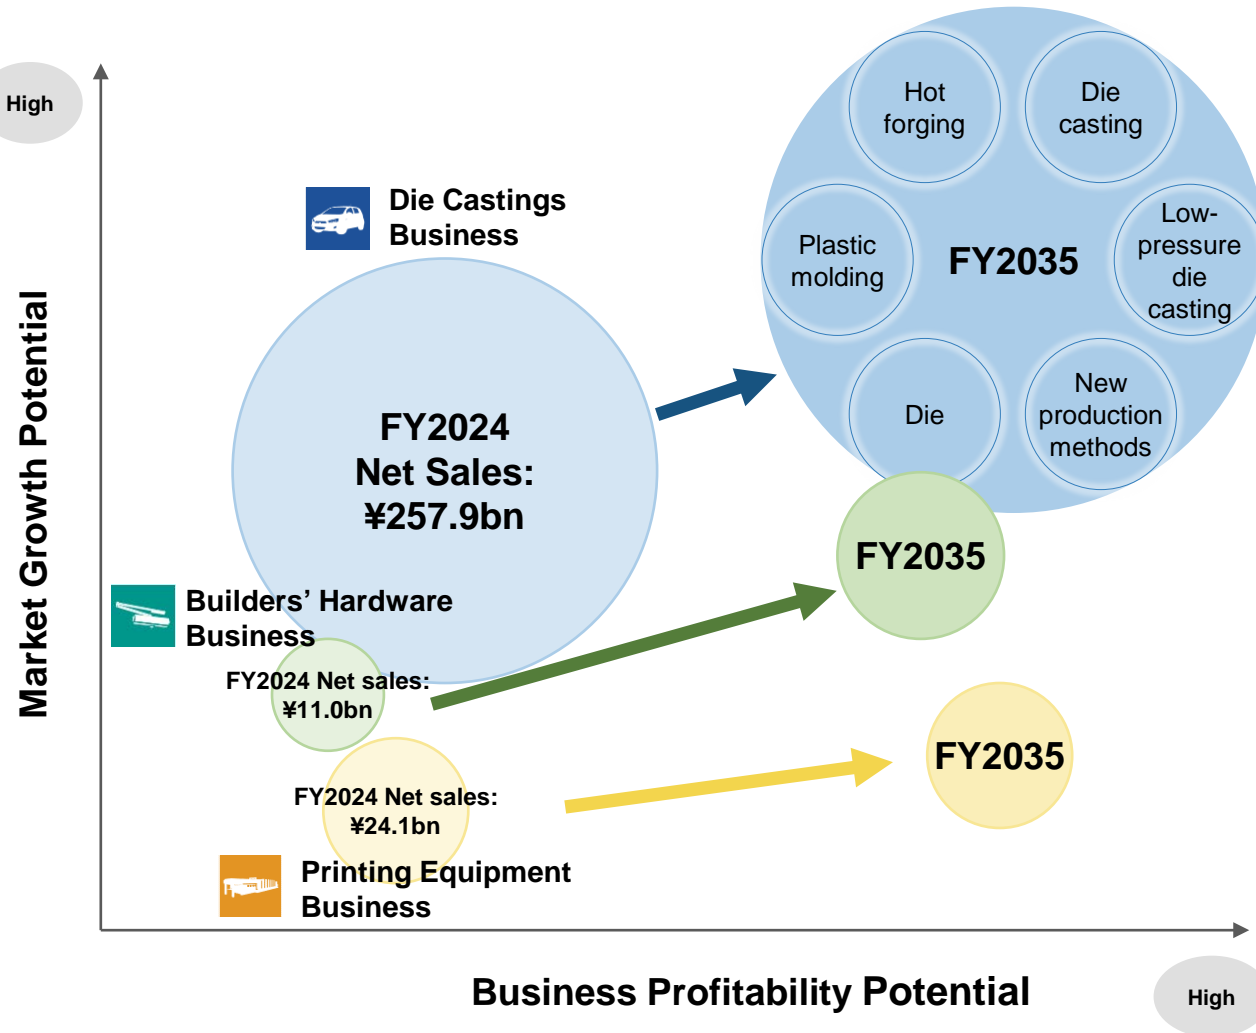 High
Market Growth Potential
Die Castings
Business
FY2024
Net Sales:
¥257.9bn
Hot
forging
Die
casting
Plastic
molding
FY2035
Low-
pressure
die
casting
Die
New
production
methods
Builders’ Hardware
Business
FY2024 Net sales:
¥11.0bn
FY2035
FY2024 Net sales:
¥24.1bn
FY2035
Printing Equipment
Business
Business Profitability Potential
High